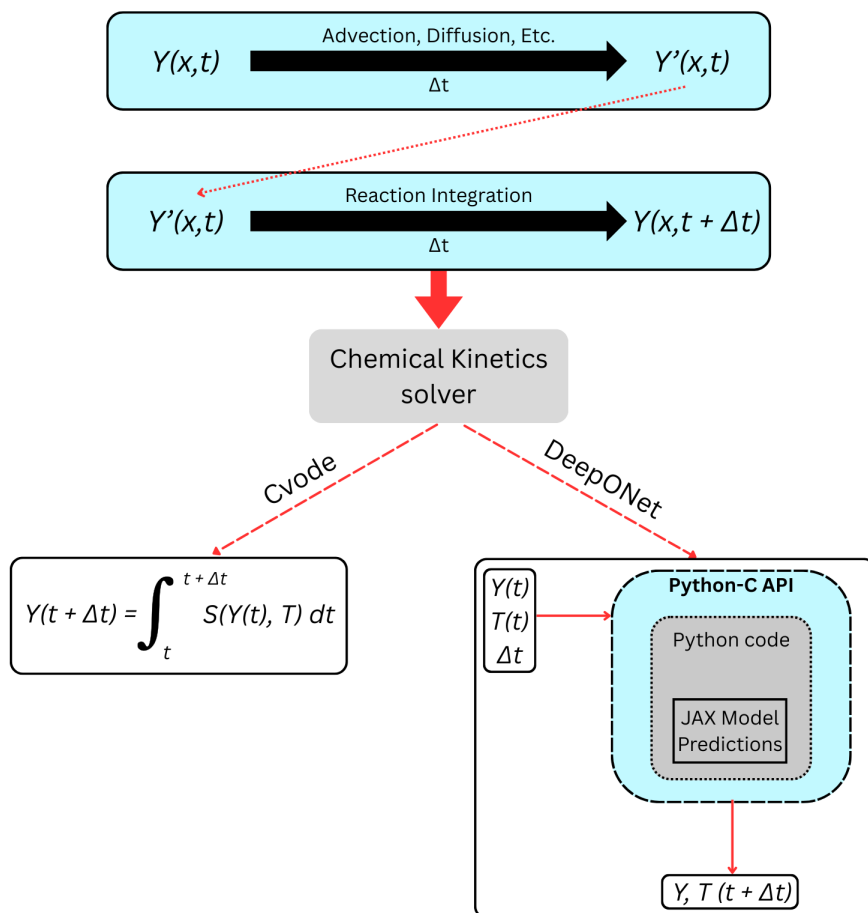 Advection, Diffusion, Etc.
Y(x,t)
Y’(x,t)
Δt
Reaction Integration
Y’(x,t)
Y(x,t + Δt)
Δt
Chemical Kinetics
solver
Cvode
DeepONet
Y(t + Δt) = ∫ₜ^{t + Δt} S(Y(t), T) dt
Y(t)
T(t)
Δt
Python-C API
Python code
JAX Model
Predictions
Y, T (t + Δt)